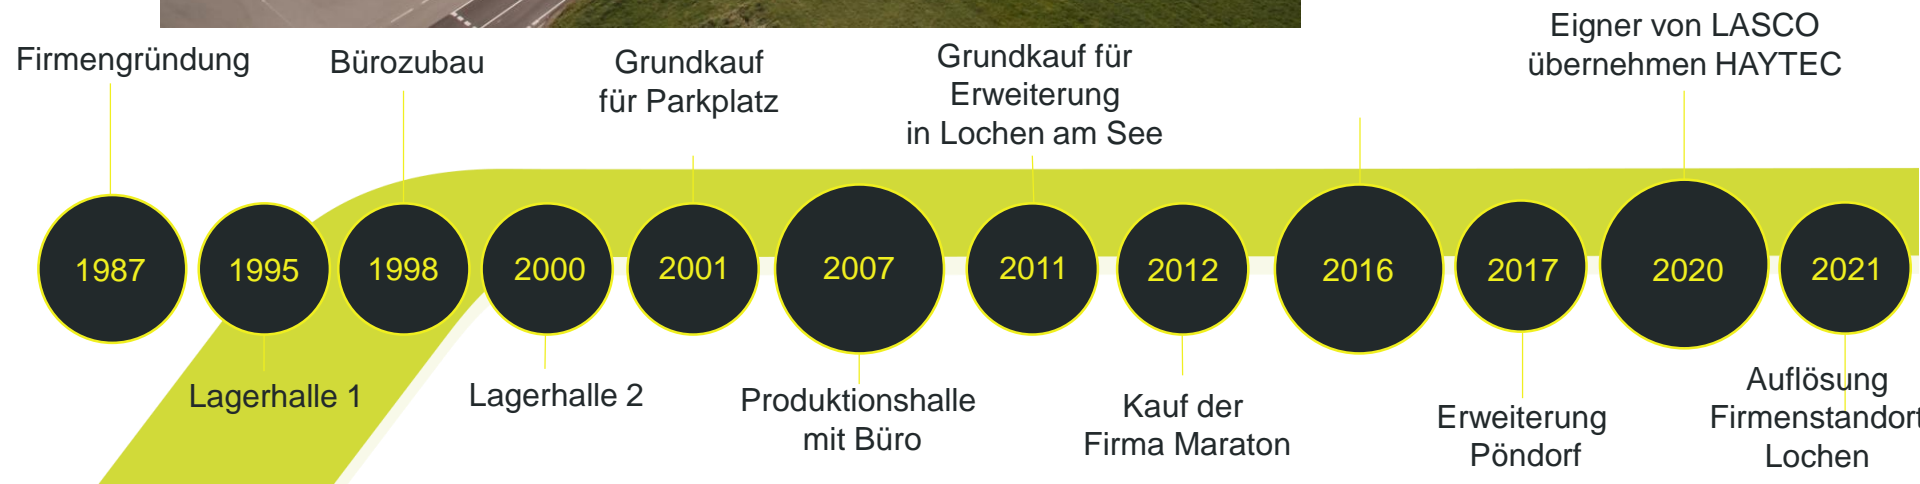 Firmengründung
Bürozubau
Grundkauf
für Parkplatz
Grundkauf für
Erweiterung
in Lochen am See
Eigner von LASCO
übernehmen HAYTEC
1987
1995
1998
2000
2001
2007
2011
2012
2016
2017
2020
2021
Lagerhalle 1
Lagerhalle 2
Produktionshalle
mit Büro
Kauf der
Firma Maraton
Erweiterung
Pöndorf
Auflösung
Firmenstandort
Lochen